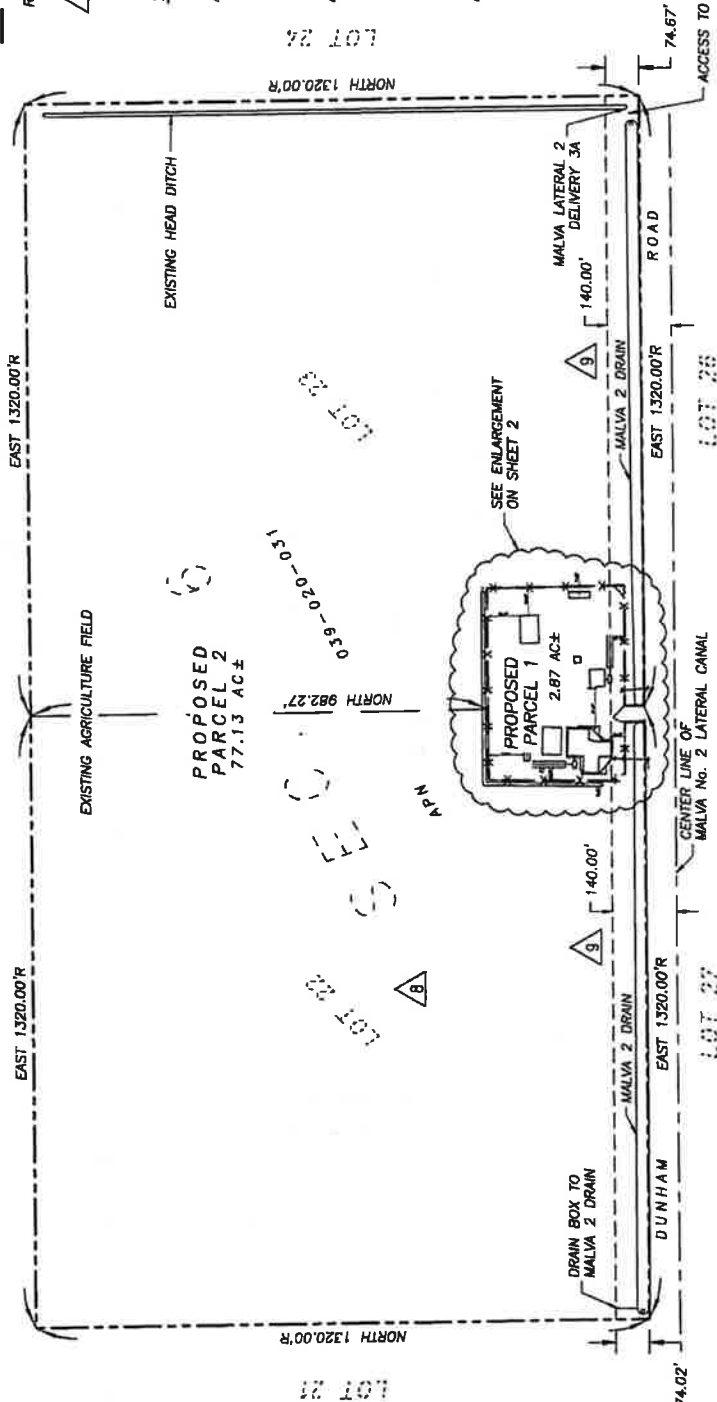 R
LOT 24
NORTH 1320.00'R
EAST 1320.00'R
EXISTING HEAD DITCH
MALVA LATERAL 2
DELIVERY 3A
74.67'
ACCESS TO
ROAD
140.00'
9
LOT 23
SEE ENLARGEMENT
ON SHEET 2
MALVA 2 DRAIN
EAST 1320.00'R
LOT 26
EXISTING AGRICULTURE FIELD
PROPOSED
PARCEL 2
77.13 AC±
039-020-031
NORTH 982.27'
APN
PROPOSED
PARCEL 1
2.87 AC±
CENTER LINE OF
MALVA No. 2 LATERAL CANAL
EAST 1320.00'R
LOT 22
8
140.00'
9
MALVA 2 DRAIN
EAST 1320.00'R
LOT 27
DRAIN BOX TO
MALVA 2 DRAIN
DUNHAM
NORTH 1320.00'R
LOT 21
74.02'